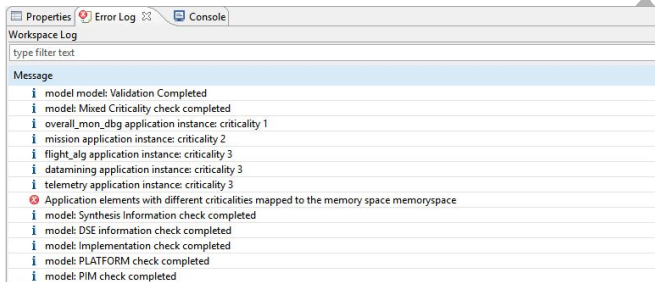 Properties Error Log Console
Workspace Log
type filter text
Message
model model: Validation Completed
model: Mixed Criticality check completed
overall_mon_dbg application instance: criticality 1
mission application instance: criticality 2
flight_alg application instance: criticality 3
datamining application instance: criticality 3
telemetry application instance: criticality 3
Application elements with different criticalities mapped to the memory space memoryspace
model: Synthesis Information check completed
model: DSE information check completed
model: Implementation check completed
model: PLATFORM check completed
model: PIM check completed